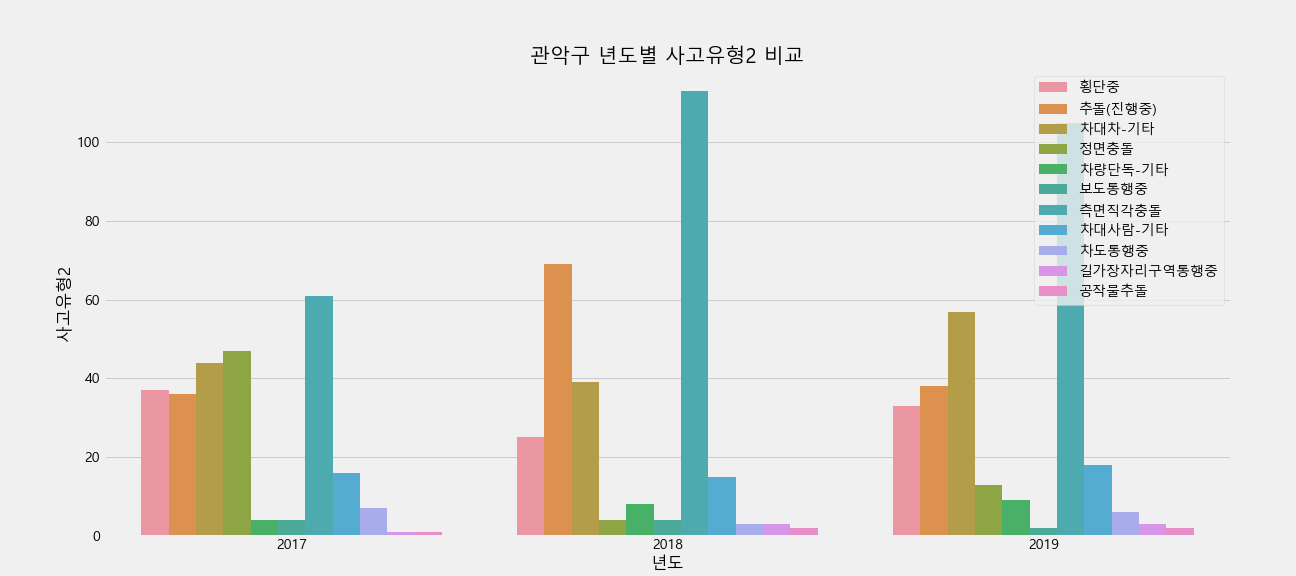 관악구 년도별 사고유형2 비교
횡단중
추돌(진행중)
차대차-기타
정면충돌
차량단독-기타
보도통행중
측면직각충돌
차대사람-기타
차도통행중
길가장자리구역통행중
공작물추돌
사고유형2
100
80
60
40
20
0
2017
2018
2019
년도